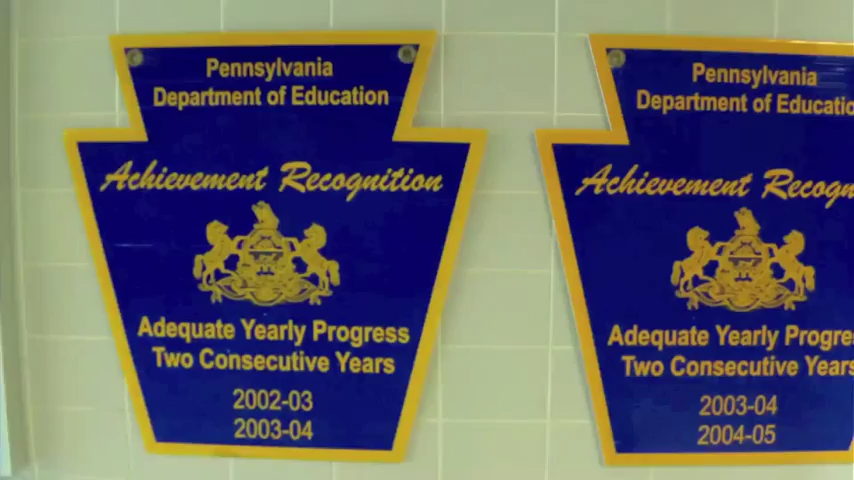 Pennsylvania
Department of Education
Achievement Recognition
Adequate Yearly Progress
Two Consecutive Years
2002-03
2003-04
Pennsylvania
Department of Educatio
Achievement Recogn
Adequate Yearly Progre
Two Consecutive Years
2003-04
2004-05